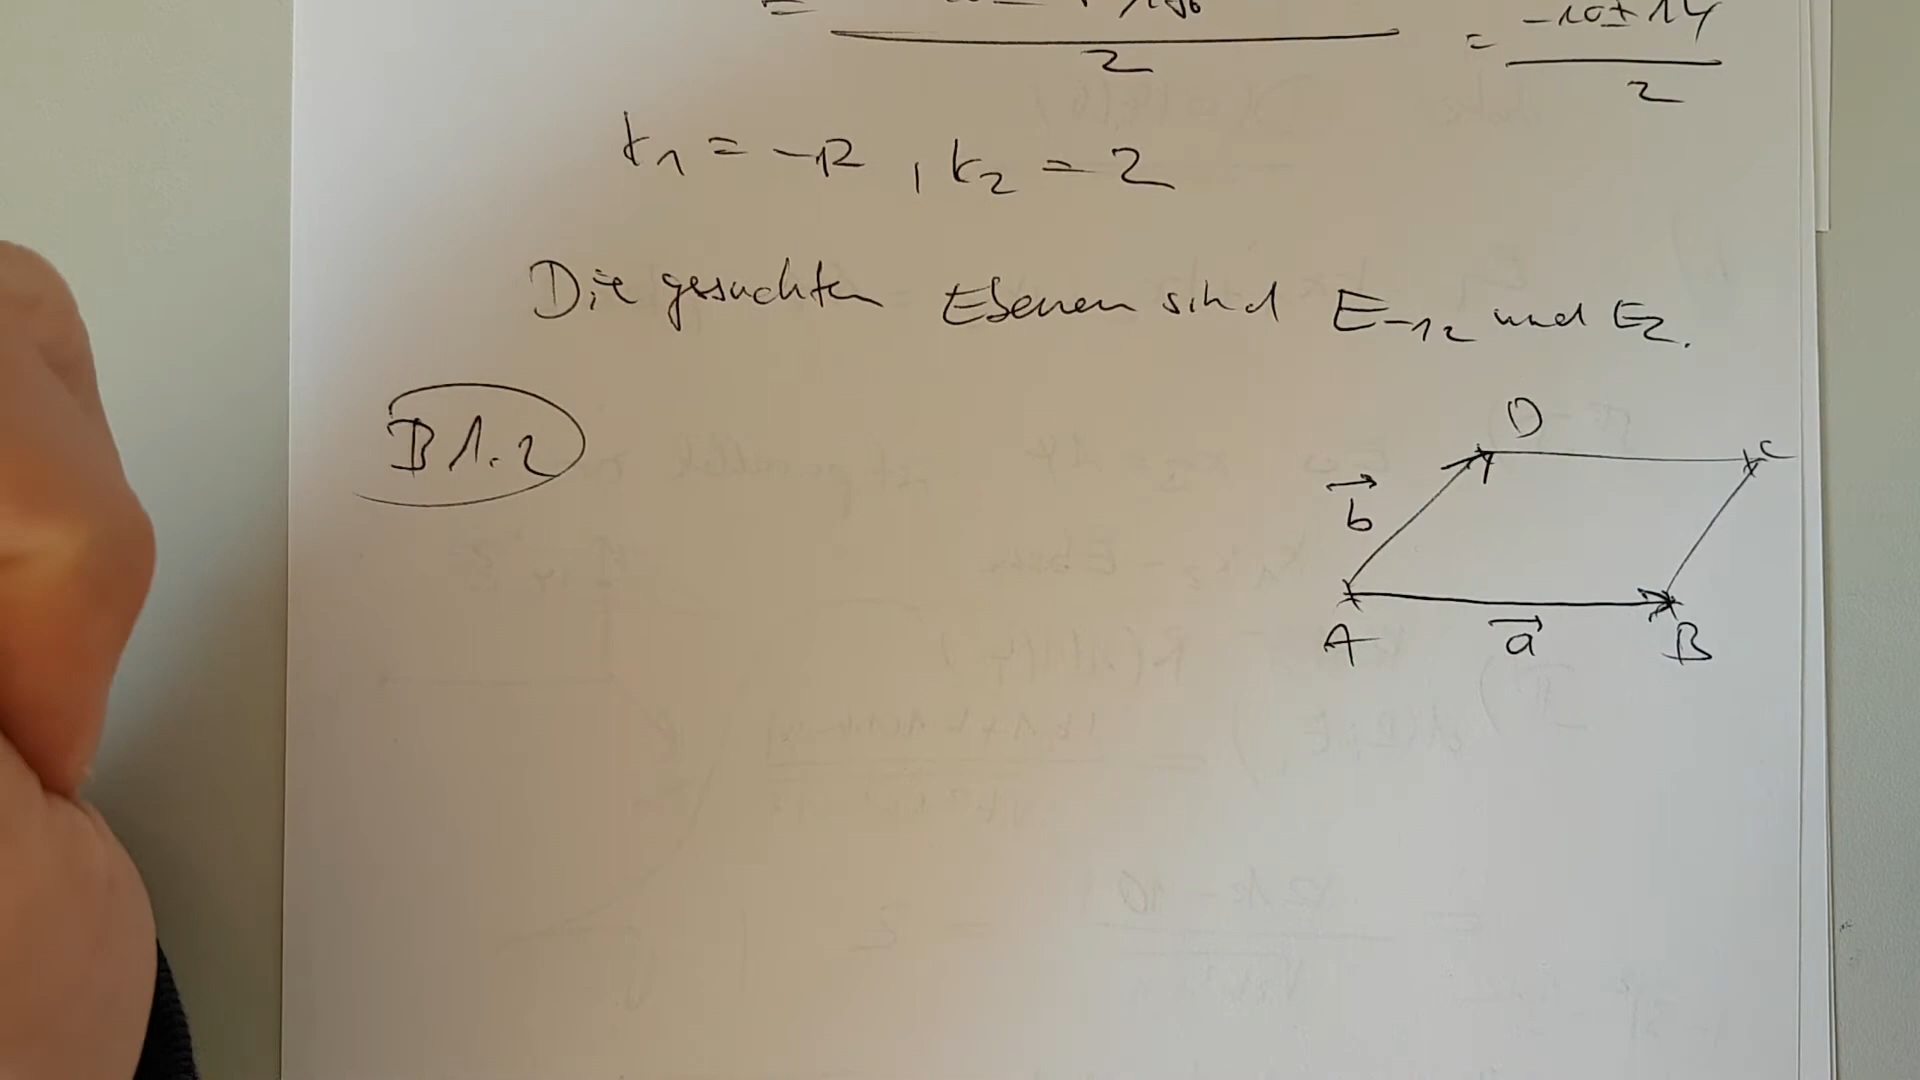 = 2 = -10 ± 14 / 2
k₁ = -12 , k₂ = 2
Die gesuchten Ebenen sind E₋₁₂ und E₂.
B1.2
D
C
b⃗
A
a⃗
B